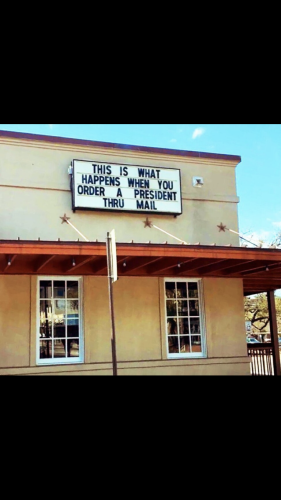 THIS IS WHAT
HAPPENS WHEN YOU
ORDER A PRESIDENT
THRU MAIL